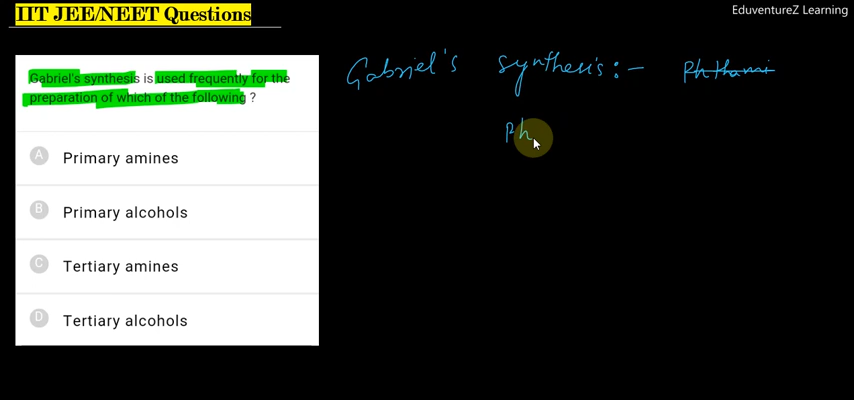 IIT JEE/NEET Questions
EduventureZ Learning
Gabriel's synthesis is used frequently for the
preparation of which of the following ?
A Primary amines
B Primary alcohols
C Tertiary amines
D Tertiary alcohols
Gabriel's synthesis :- Phthami
Ph